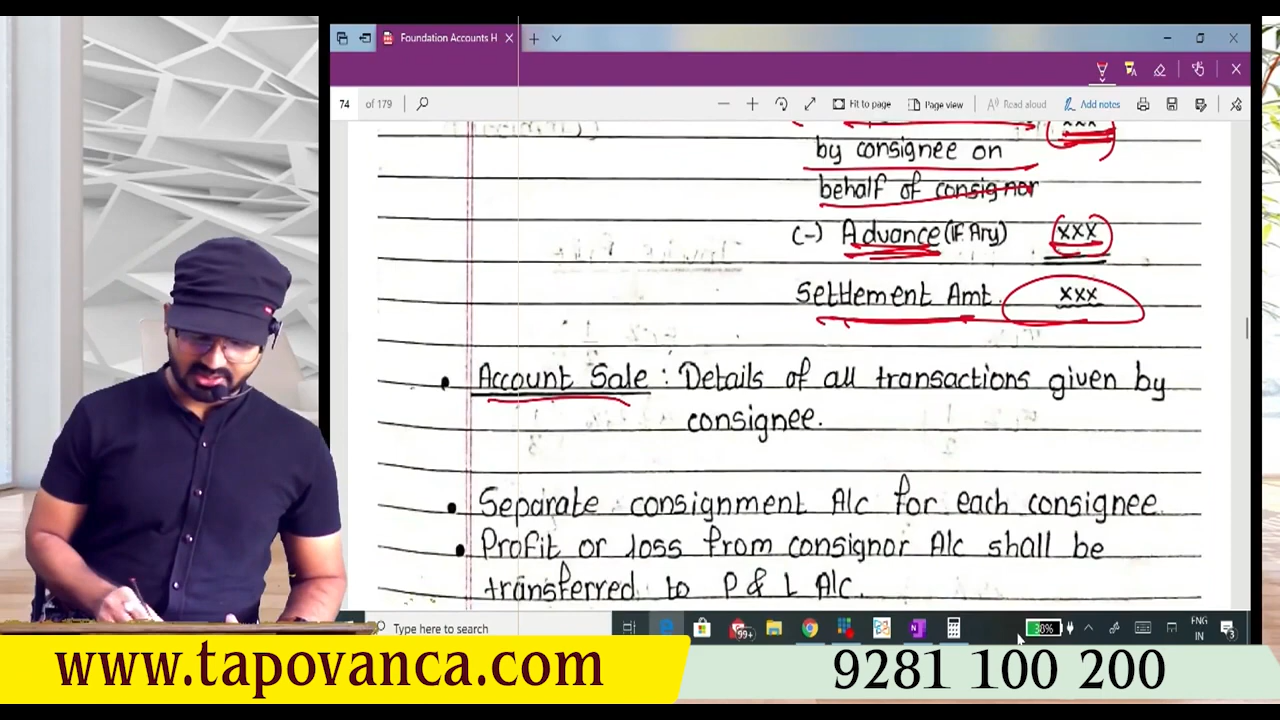 Foundation Accounts H
74 of 179
Fit to page
Page view
Read aloud
Add notes
xxx
by consignee on
behalf of consignor
(-) Advance (if Any) xxx
Settlement Amt. xxx
• Account Sale : Details of all transactions given by
consignee.
• Separate consignment A/c for each consignee.
• Profit or loss from consignor A/c shall be
transferred to P & L A/c.
Type here to search
99+
38%
ENG
IN
3
www.tapovanca.com
9281 100 200